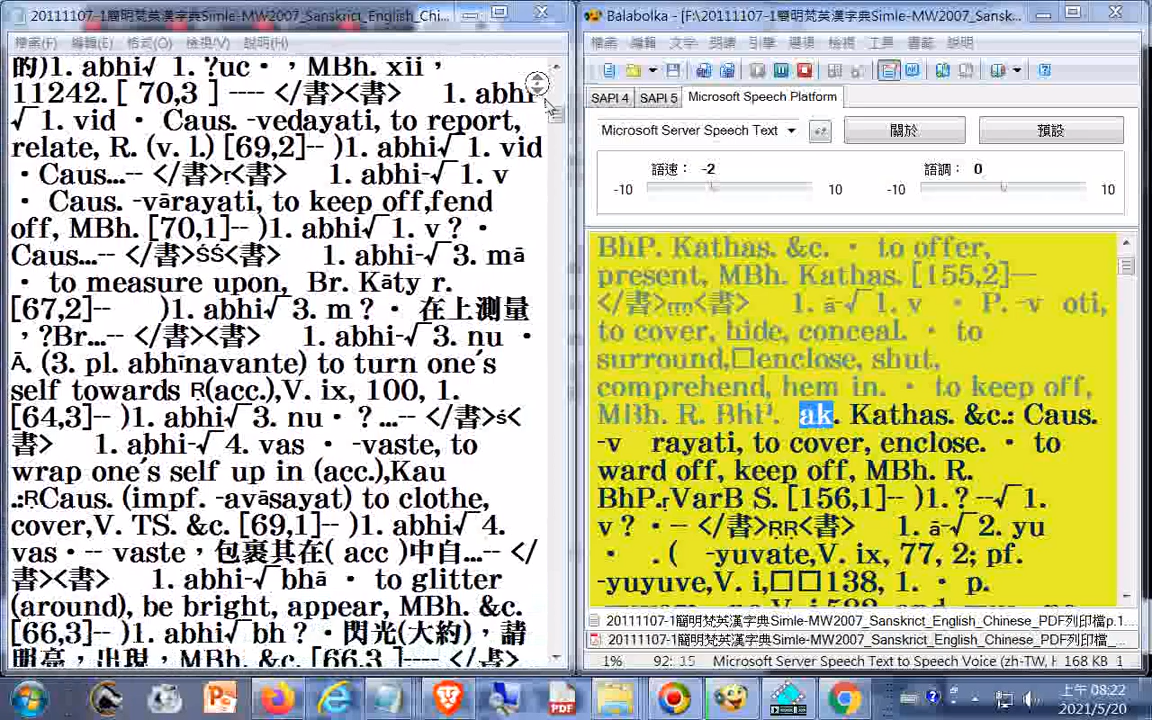 20111107-1簡明梵英漢字典Simle-MW2007_Sanskrict_English_Chi...
檔案(F) 編輯(E) 格式(O) 檢視(V) 說明(H)
的)1. abhi√ 1. ?uc‧，MBh. xii，
11242. [ 70,3 ] ---- </書><書> 1. abhi
√1. vid ‧ Caus. -vedayati, to report,
relate, R. (v. l.) [69,2]-- )1. abhi√1. vid
‧Caus...-- </書>ṛ<書> 1. abhi-√1. v
‧ Caus. -vārayati, to keep off,fend
off, MBh. [70,1]-- )1. abhi√1. v ? ‧
Caus...-- </書>śś<書> 1. abhi-√3. mā
‧ to measure upon, Br. Kāty r.
[67,2]-- )1. abhi√3. m ? ‧ 在上測量
，?Br...-- </書><書> 1. abhi-√3. nu ‧
Ā. (3. pl. abhīnavante) to turn one's
self towards Ṛ(acc.),V. ix, 100, 1.
[64,3]-- )1. abhi√3. nu‧ ?...-- </書>ś<
書> 1. abhi-√4. vas ‧-vaste, to
wrap one's self up in (acc.),Kau
.:ṚCaus. (impf. -avāsayat) to clothe,
cover,V. TS. &c. [69,1]-- )1. abhi√4.
vas‧-- vaste，包裹其在( acc )中自...-- </
書><書> 1. abhi-√bhā ‧ to glitter
(around), be bright, appear, MBh. &c.
[66,3]-- )1. abhi√bh ?‧閃光(大約)，請
明亮，出現，MBh. &c. [66,3]---- </書>
Balabolka - [F:\20111107-1簡明梵英漢字典Simle-MW2007_Sansk...
檔案 編輯 文字 朗讀 引擎 選項 檢視 工具 書籤 說明
SAPI 4 SAPI 5 Microsoft Speech Platform
Microsoft Server Speech Text 關於 預設
語速： -2 語調： 0
-10 10 -10 10
BhP. Kathas. &c. ‧ to offer,
present, MBh. Kathas. [155,2]--
</書>ṛṇṇ<書> 1. ā-√1. v ‧ P. -v oti,
to cover, hide, conceal. ‧ to
surround,□enclose, shut,
comprehend, hem in. ‧ to keep off,
MBh. R. BhP. ak. Kathas. &c.: Caus.
-v rayati, to cover, enclose. ‧ to
ward off, keep off, MBh. R.
BhP.ṛVarB S. [156,1]-- )1.? --√1.
v ? ‧ -- </書>ṚṚ<書> 1. ā-√2. yu
‧ . ( -yuvate,V. ix, 77, 2; pf.
-yuyuve,V. i,□□138, 1. ‧ p.
20111107-1簡明梵英漢字典Simle-MW2007_Sanskrict_English_Chinese_PDF列印檔p.1...
20111107-1簡明梵英漢字典Simle-MW2007_Sanskrict_English_Chinese_PDF列印檔_...
1% 92: 15 Microsoft Server Speech Text to Speech Voice (zh-TW, H 168 KB 1
上午 08:22
2021/5/20